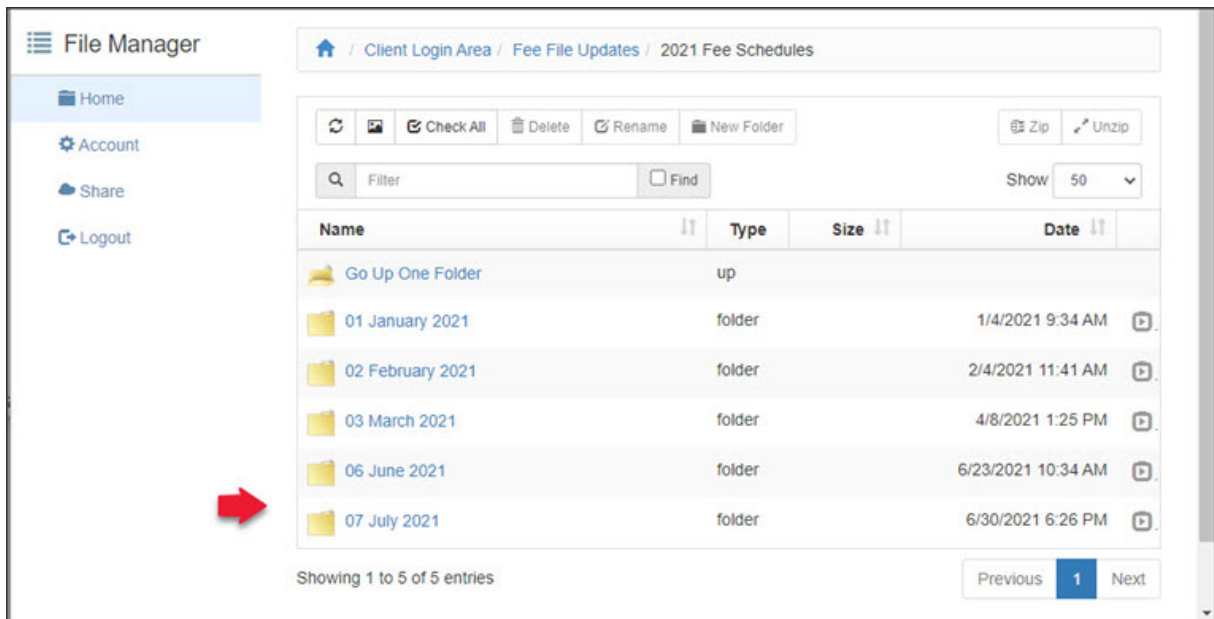 File Manager
Home
Account
Share
Logout
/ Client Login Area / Fee File Updates / 2021 Fee Schedules
Check All Delete Rename New Folder Zip Unzip
Filter Find Show 50
Name Type Size Date
Go Up One Folder up
01 January 2021 folder 1/4/2021 9:34 AM
02 February 2021 folder 2/4/2021 11:41 AM
03 March 2021 folder 4/8/2021 1:25 PM
06 June 2021 folder 6/23/2021 10:34 AM
07 July 2021 folder 6/30/2021 6:26 PM
Showing 1 to 5 of 5 entries Previous 1 Next